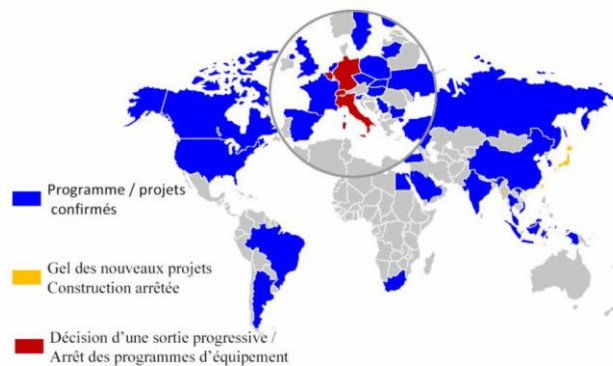 Programme / projets
confirmés
Gel des nouveaux projets
Construction arrêtée
Décision d'une sortie progressive /
Arrêt des programmes d'équipement